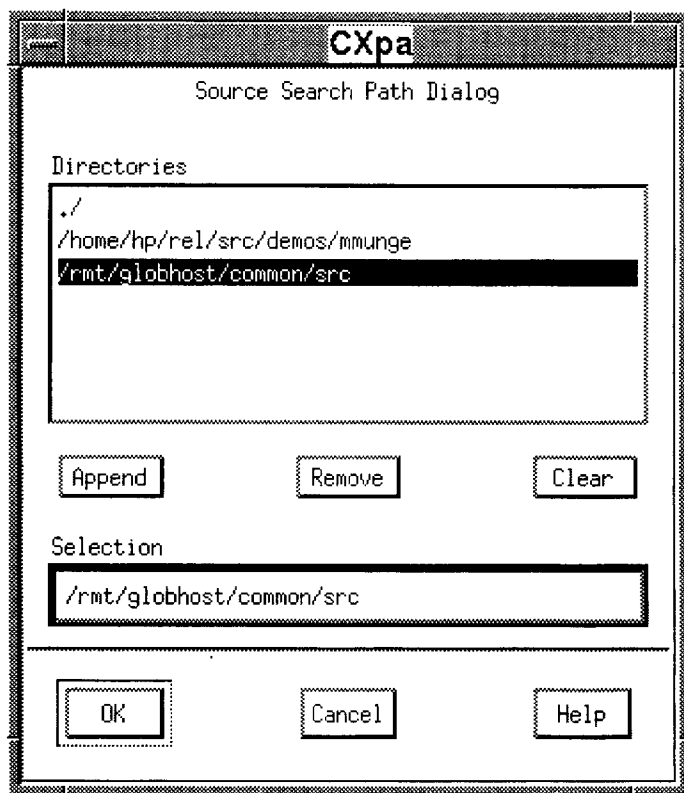 CXpa
Source Search Path Dialog
Directories
./
/home/hp/rel/src/demos/mmunge
/rmt/globhost/common/src
Append Remove Clear
Selection
/rmt/globhost/common/src
OK Cancel Help